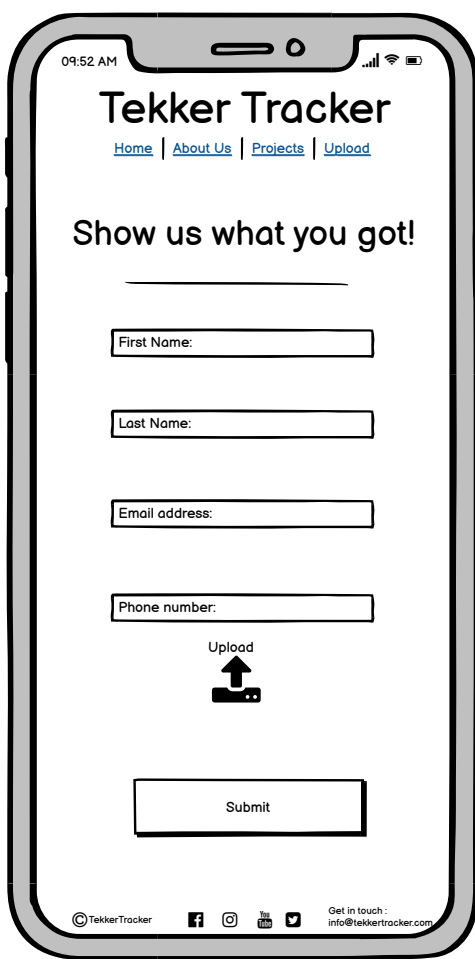 09:52 AM
Tekker Tracker
Home | About Us | Projects | Upload
Show us what you got!
First Name:
Last Name:
Email address:
Phone number:
Upload
Submit
©TekkerTracker
You
Tube
Get in touch :
info@tekkertracker.com